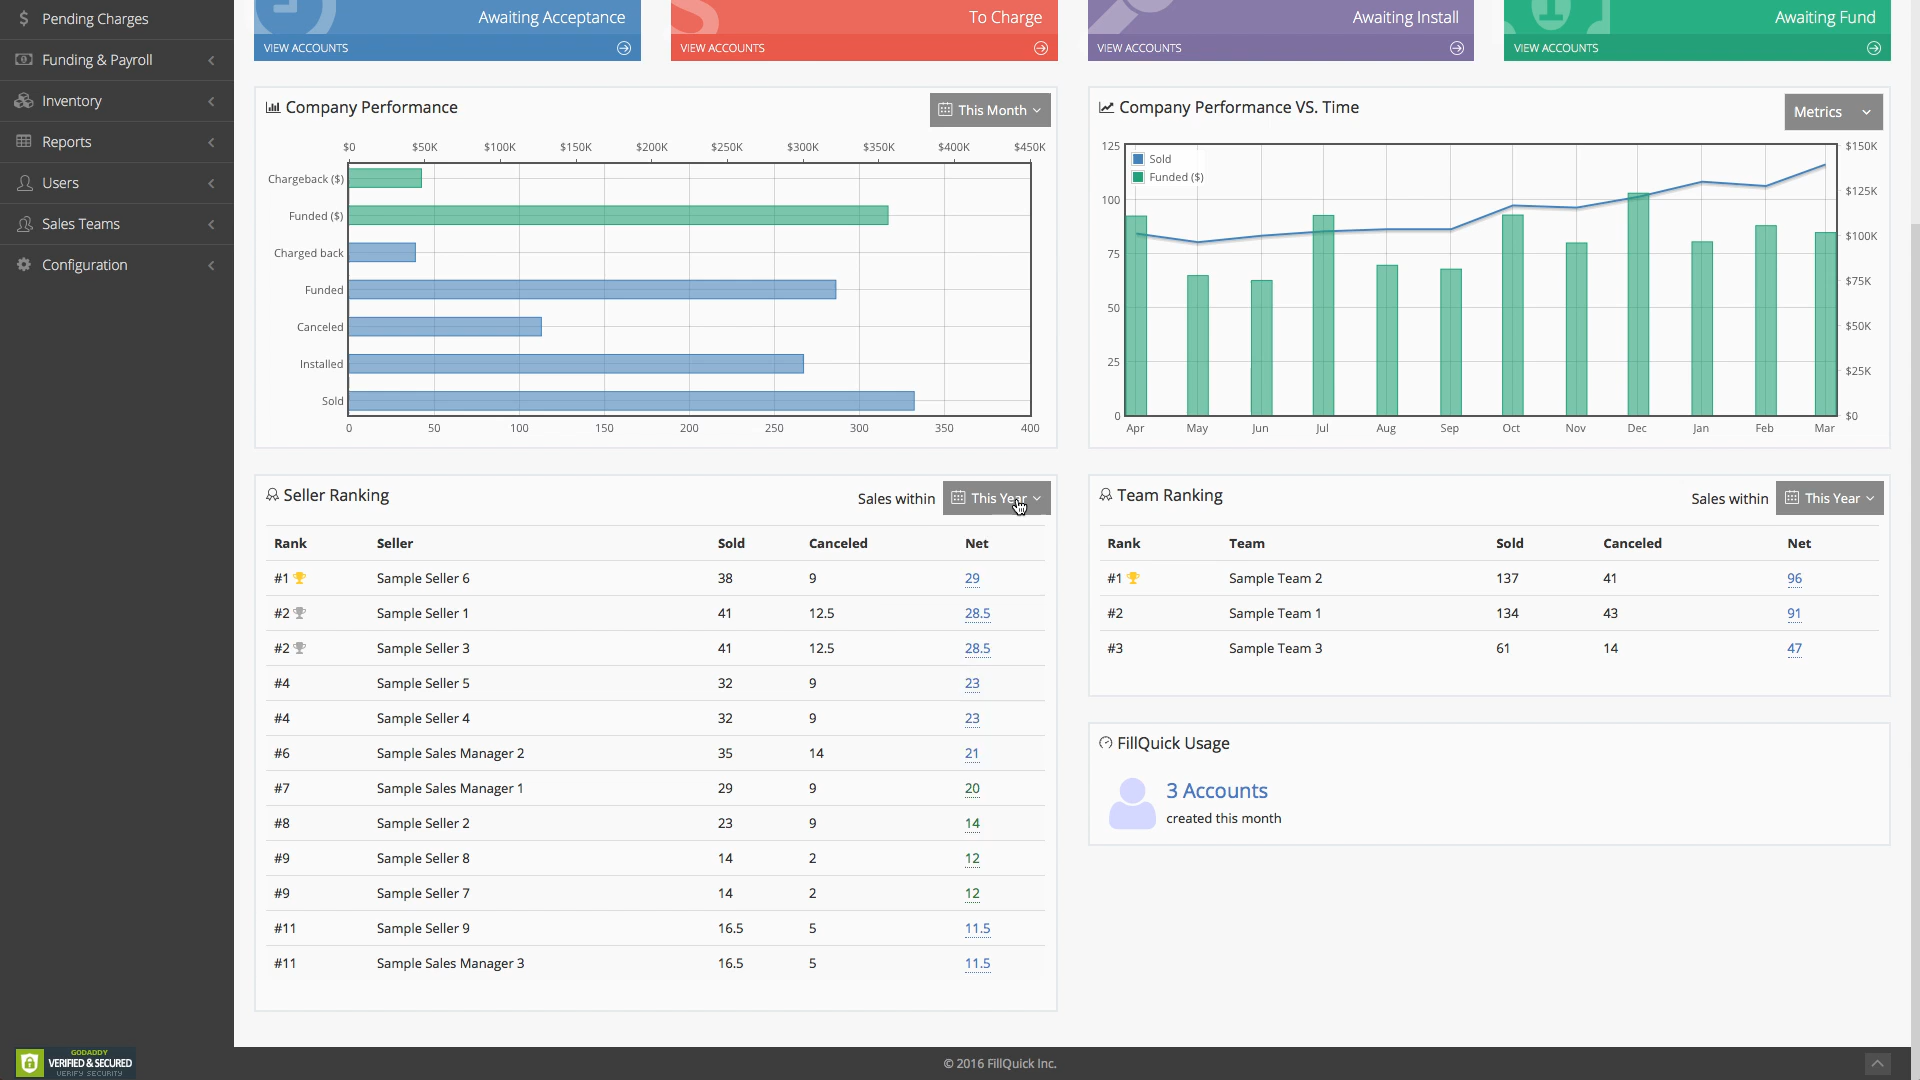 Pending Charges
Funding & Payroll
Inventory
Reports
Users
Sales Teams
Configuration
Awaiting Acceptance
VIEW ACCOUNTS
To Charge
VIEW ACCOUNTS
Awaiting Install
VIEW ACCOUNTS
Awaiting Fund
VIEW ACCOUNTS
Company Performance
This Month
$0 $50K $100K $150K $200K $250K $300K $350K $400K $450K
Chargeback ($)
Funded ($)
Charged back
Funded
Canceled
Installed
Sold
0 50 100 150 200 250 300 350 400
Company Performance VS. Time
Metrics
Sold
Funded ($)
125 $150K
$125K
100
$100K
75
$75K
50
$50K
25
$25K
0 $0
Apr May Jun Jul Aug Sep Oct Nov Dec Jan Feb Mar
Seller Ranking
Sales within This Year
Rank Seller Sold Canceled Net
#1 Sample Seller 6 38 9 29
#2 Sample Seller 1 41 12.5 28.5
#2 Sample Seller 3 41 12.5 28.5
#4 Sample Seller 5 32 9 23
#4 Sample Seller 4 32 9 23
#6 Sample Sales Manager 2 35 14 21
#7 Sample Sales Manager 1 29 9 20
#8 Sample Seller 2 23 9 14
#9 Sample Seller 8 14 2 12
#9 Sample Seller 7 14 2 12
#11 Sample Seller 9 16.5 5 11.5
#11 Sample Sales Manager 3 16.5 5 11.5
Team Ranking
Sales within This Year
Rank Team Sold Canceled Net
#1 Sample Team 2 137 41 96
#2 Sample Team 1 134 43 91
#3 Sample Team 3 61 14 47
FillQuick Usage
3 Accounts
created this month
GODADDY
VERIFIED & SECURED
VERIFY SECURITY
© 2016 FillQuick Inc.